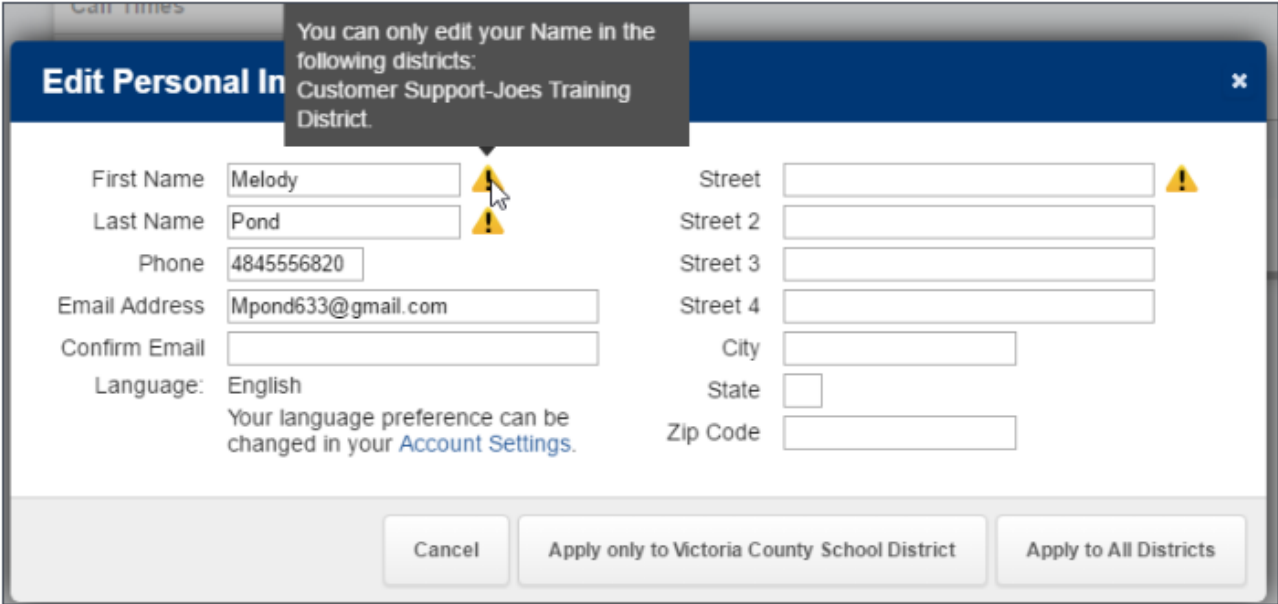 Call Times
You can only edit your Name in the
following districts:
Customer Support-Joes Training
District.
Edit Personal In
×
First Name Melody
Last Name Pond
Phone 4845556820
Email Address Mpond633@gmail.com
Confirm Email
Language: English
Your language preference can be
changed in your Account Settings.
Street
Street 2
Street 3
Street 4
City
State
Zip Code
Cancel
Apply only to Victoria County School District
Apply to All Districts